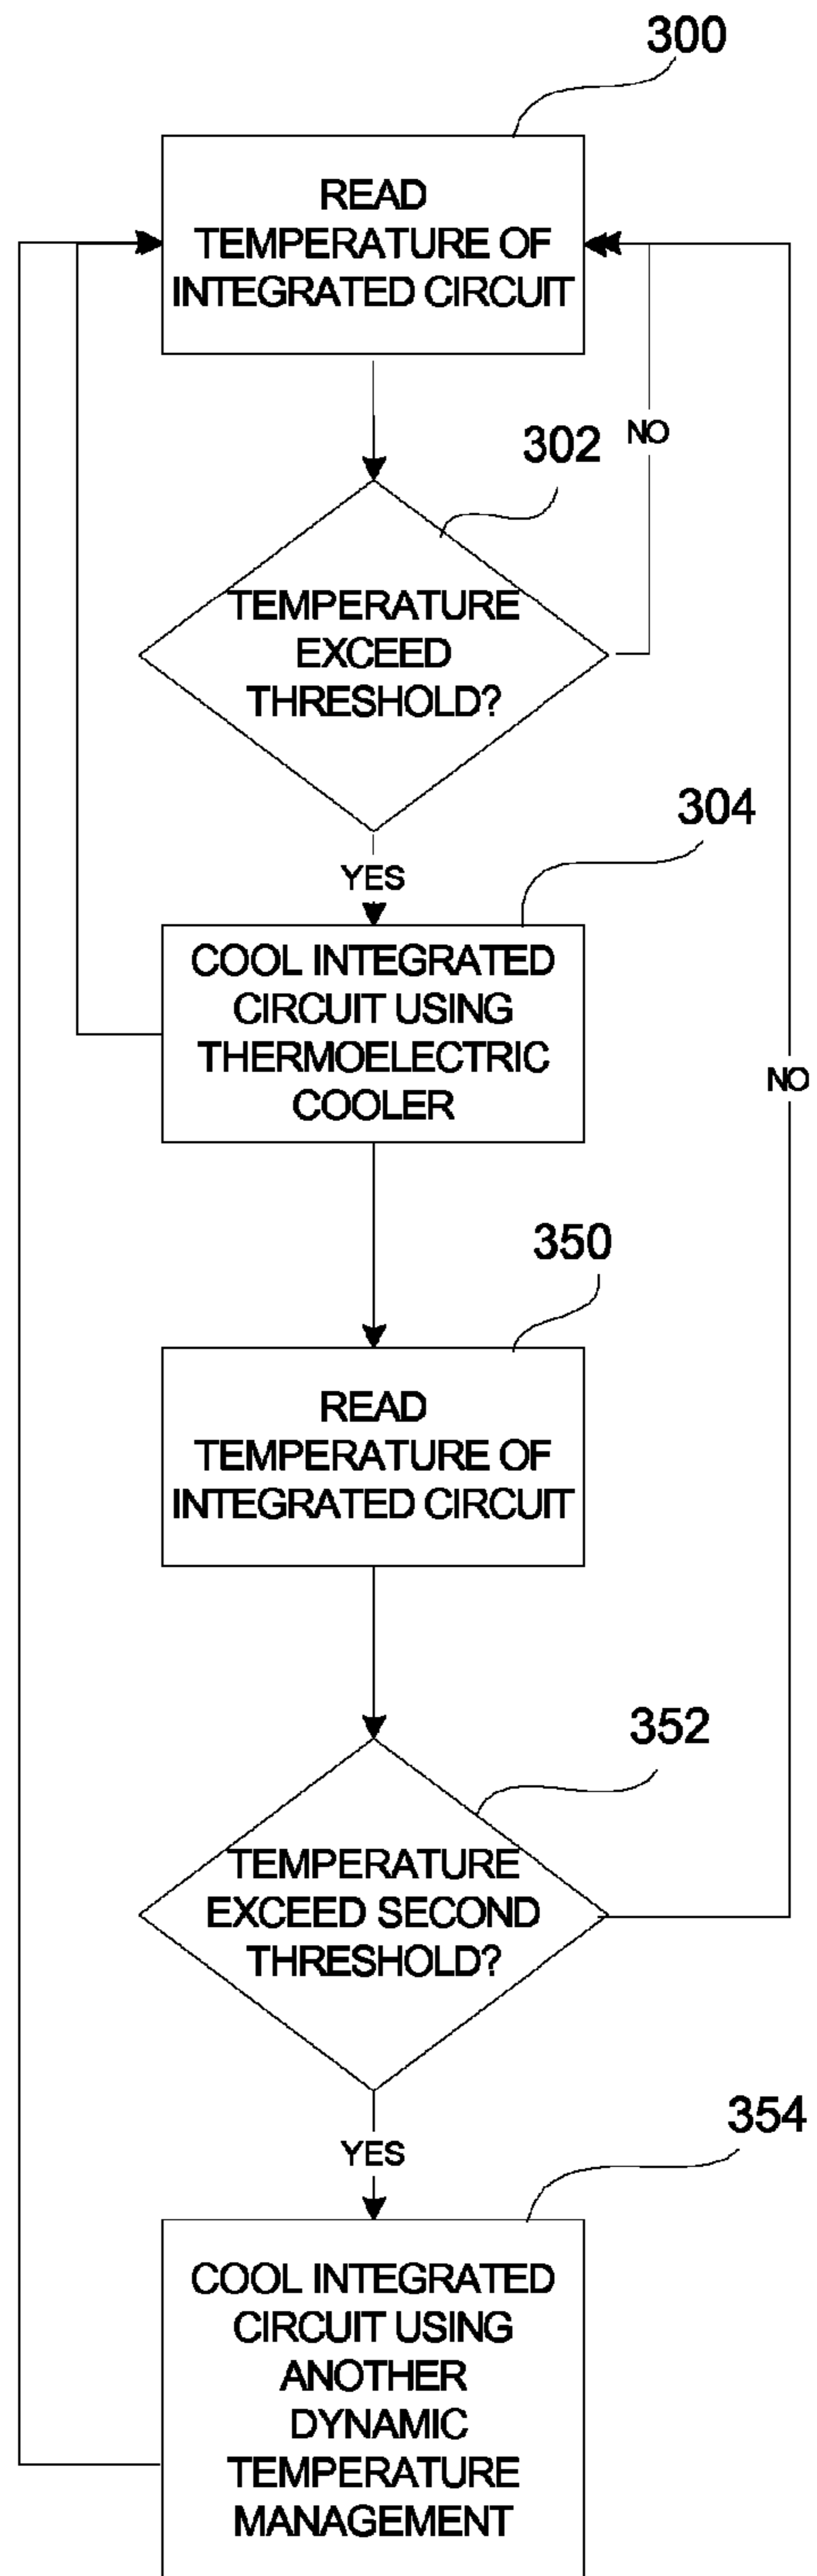 300
READ
TEMPERATURE OF
INTEGRATED CIRCUIT
302
NO
TEMPERATURE
EXCEED
THRESHOLD?
304
YES
COOL INTEGRATED
CIRCUIT USING
THERMOELECTRIC
COOLER
NO
350
READ
TEMPERATURE OF
INTEGRATED CIRCUIT
352
TEMPERATURE
EXCEED SECOND
THRESHOLD?
354
YES
COOL INTEGRATED
CIRCUIT USING
ANOTHER
DYNAMIC
TEMPERATURE
MANAGEMENT